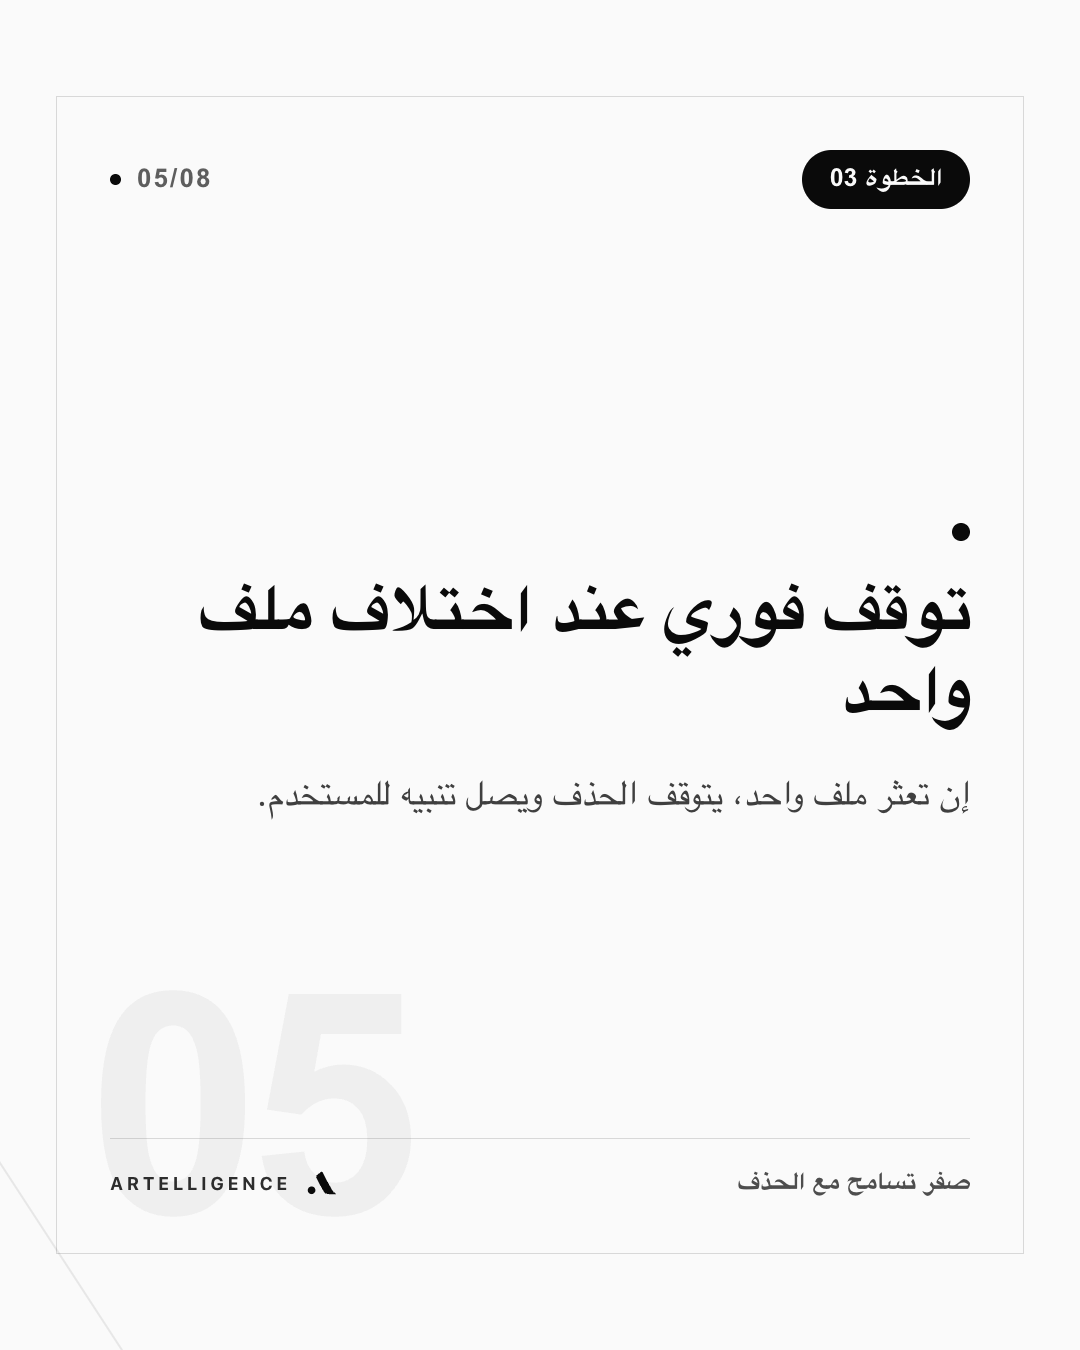 الخطوة 03
05/08
توقف فوري عند اختلاف ملف
واحد
إن تعثر ملف واحد، يتوقف الحذف ويصل تنبيه للمستخدم.
05
صفر تسامح مع الحذف
ARTELLIGENCE